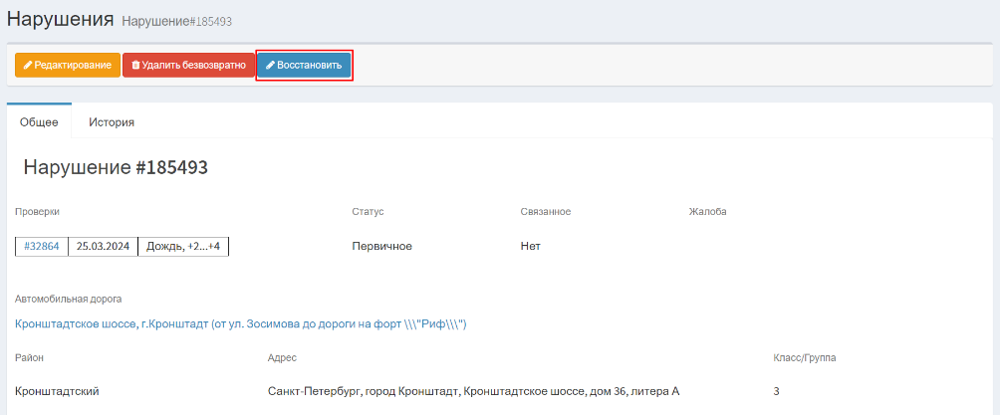 Нарушения Нарушение#185493
Редактирование Удалить безвозвратно Восстановить
Общее История
Нарушение #185493
Проверки Статус Связанное Жалоба
#32864 25.03.2024 Дождь, +2...+4 Первичное Нет
Автомобильная дорога
Кронштадтское шоссе, г.Кронштадт (от ул. Зосимова до дороги на форт \\\"Риф\\\")
Район Адрес Класс/Группа
Кронштадтский Санкт-Петербург, город Кронштадт, Кронштадтское шоссе, дом 36, литера А 3